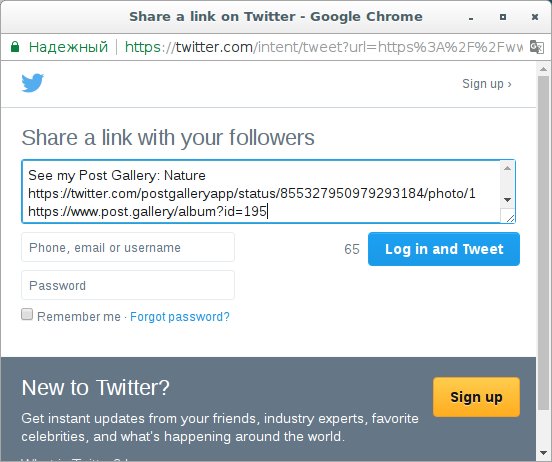 Share a link on Twitter - Google Chrome
Надежный | https://twitter.com/intent/tweet?url=https%3A%2F%2Fww
Sign up ›
Share a link with your followers
See my Post Gallery: Nature
https://twitter.com/postgalleryapp/status/855327950979293184/photo/1
https://www.post.gallery/album?id=195
Phone, email or username
65
Log in and Tweet
Password
Remember me · Forgot password?
New to Twitter?
Sign up
Get instant updates from your friends, industry experts, favorite
celebrities, and what's happening around the world.